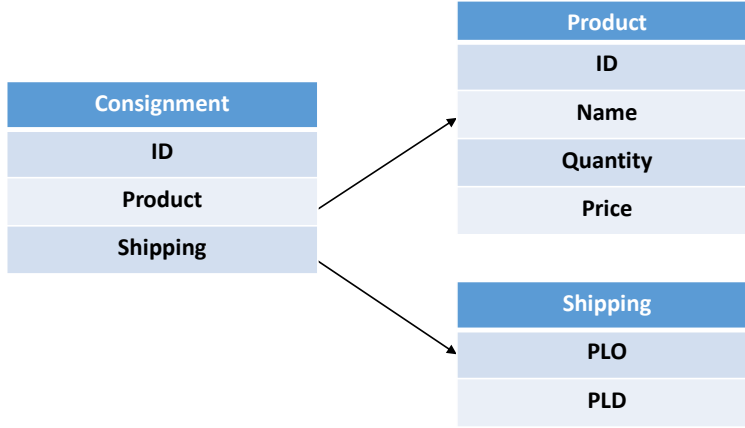 Consignment
ID
Product
Shipping
Product
ID
Name
Quantity
Price
Shipping
PLO
PLD